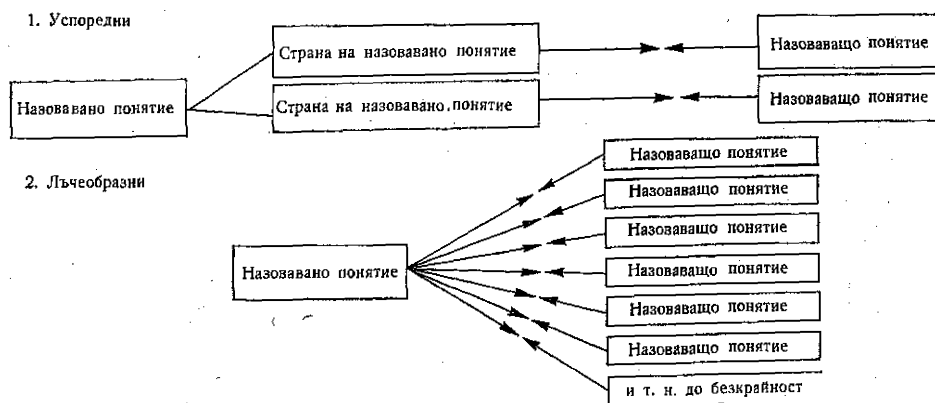 1. Успоредни
Страна на назовавано понятие
Назоваващо понятие
Назовавано понятие
Страна на назовавано понятие
Назоваващо понятие
2. Лъчеобразни
Назоваващо понятие
Назоваващо понятие
Назоваващо понятие
Назовавано понятие
Назоваващо понятие
Назоваващо понятие
Назоваващо понятие
и т. н. до безкрайност